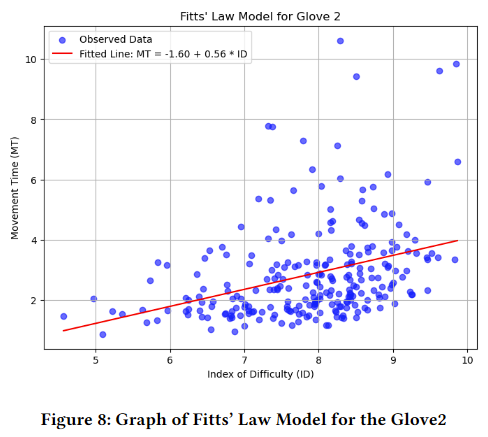 Fitts' Law Model for Glove 2
Observed Data
Fitted Line: MT = -1.60 + 0.56 * ID
10
8
6
4
2
Movement Time (MT)
5 6 7 8 9 10
Index of Difficulty (ID)
Figure 8: Graph of Fitts’ Law Model for the Glove2